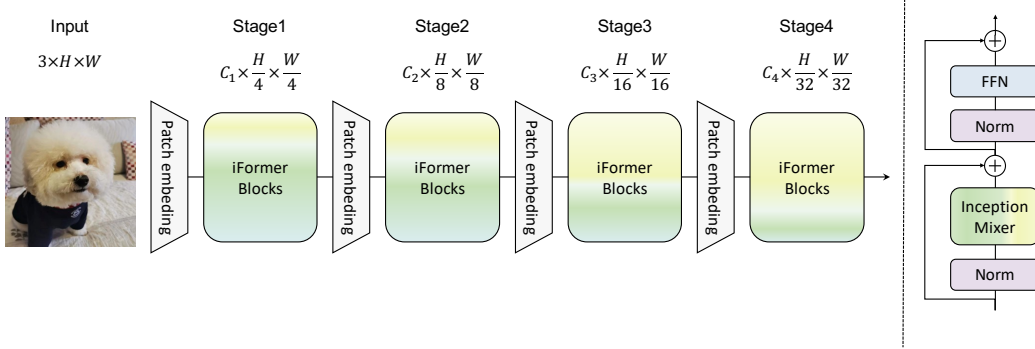 Input
3×H×W
Stage1
C₁×H/4×W/4
Stage2
C₂×H/8×W/8
Stage3
C₃×H/16×W/16
Stage4
C₄×H/32×W/32
Patch embeding
iFormer
Blocks
Patch embeding
iFormer
Blocks
Patch embeding
iFormer
Blocks
Patch embeding
iFormer
Blocks
FFN
Norm
Inception
Mixer
Norm